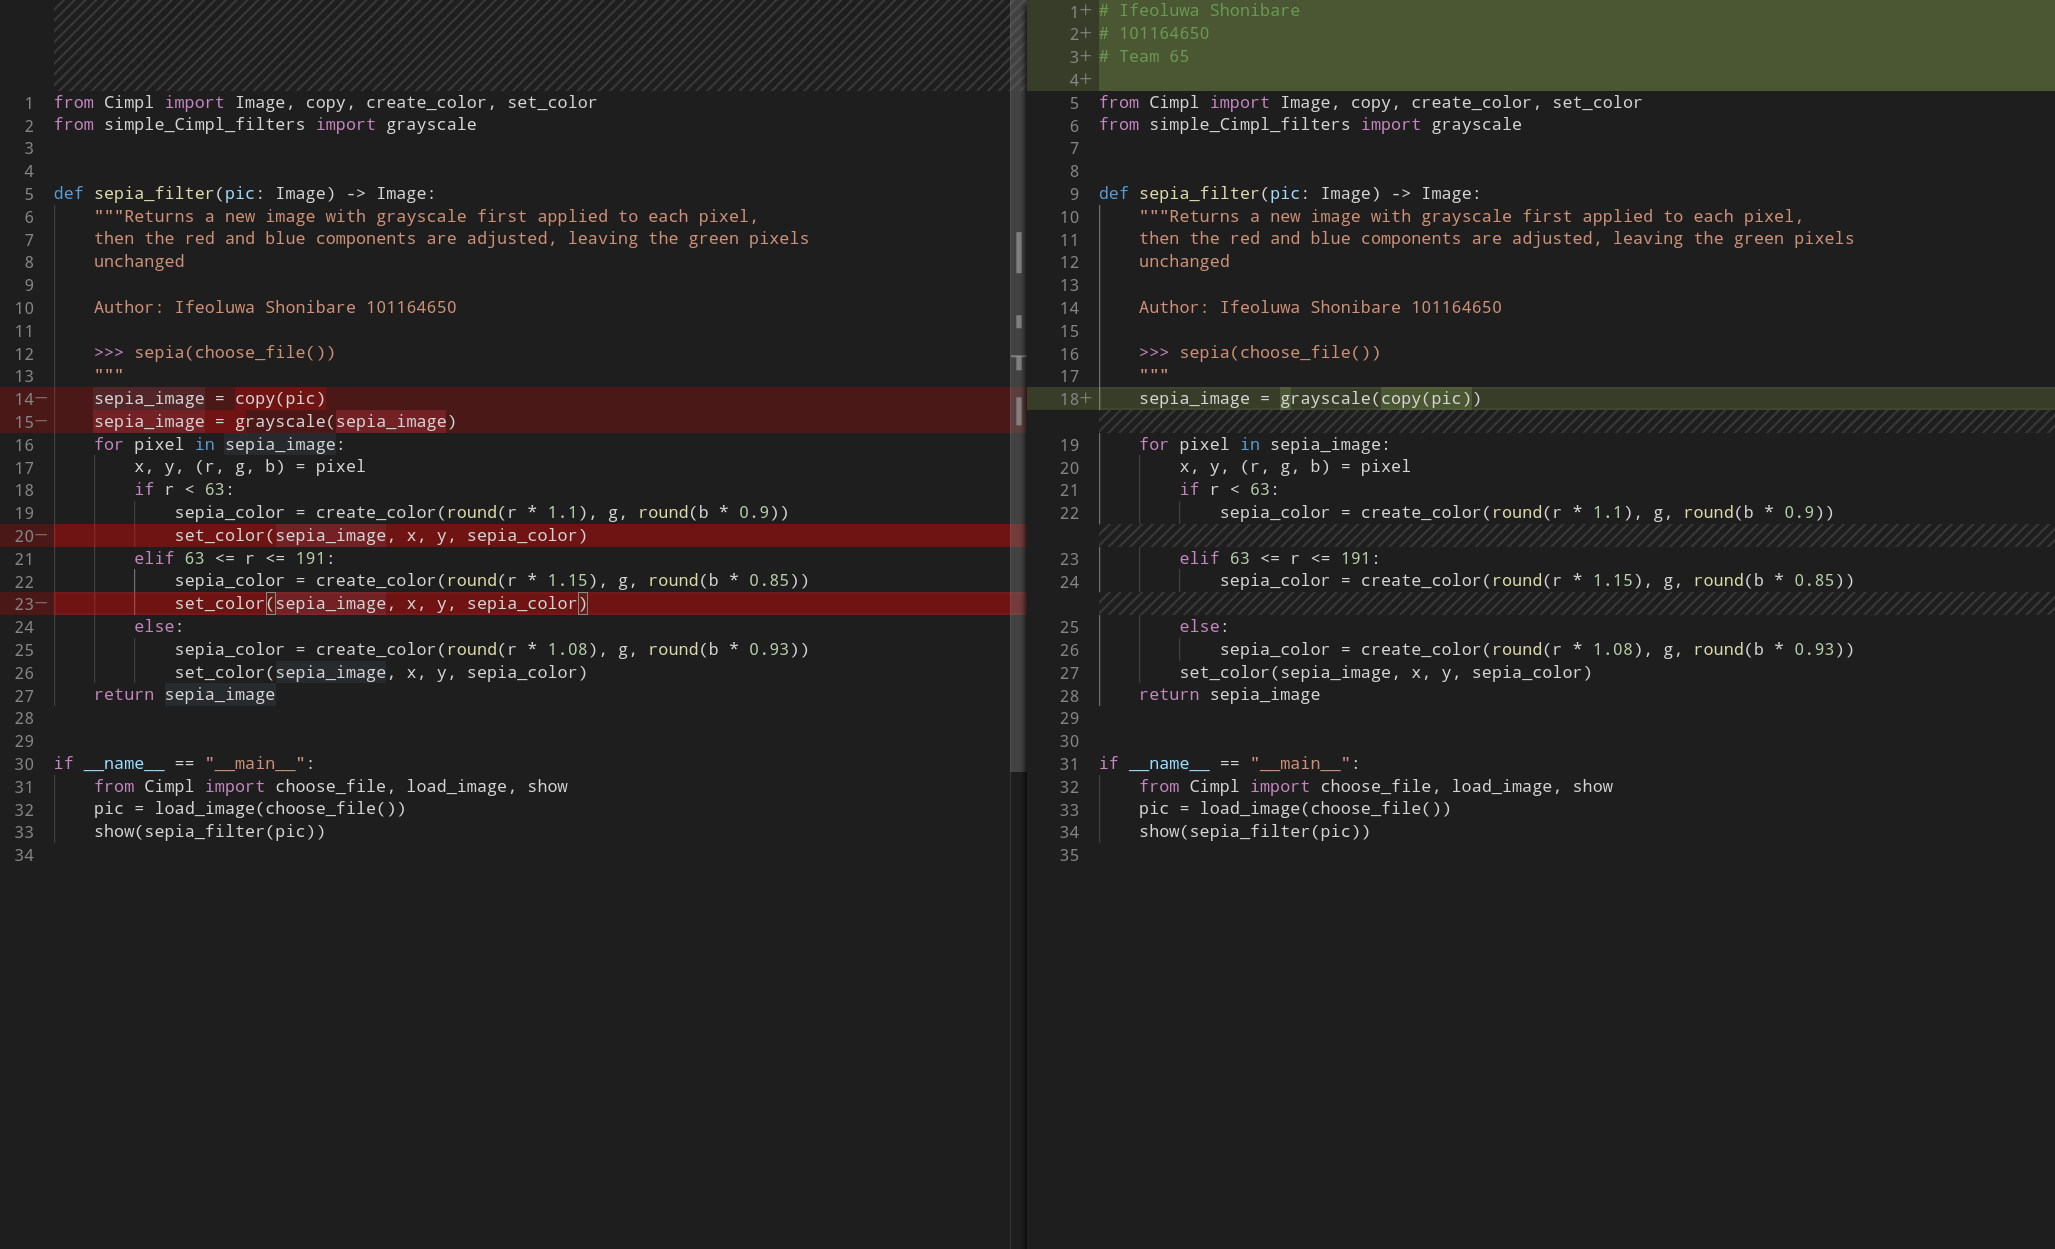 1 from Cimpl import Image, copy, create_color, set_color
2 from simple_Cimpl_filters import grayscale
3
4
5 def sepia_filter(pic: Image) -> Image:
6     """Returns a new image with grayscale first applied to each pixel,
7     then the red and blue components are adjusted, leaving the green pixels
8     unchanged
9
10     Author: Ifeoluwa Shonibare 101164650
11
12     >>> sepia(choose_file())
13     """
14—     sepia_image = copy(pic)
15—     sepia_image = grayscale(sepia_image)
16     for pixel in sepia_image:
17         x, y, (r, g, b) = pixel
18         if r < 63:
19             sepia_color = create_color(round(r * 1.1), g, round(b * 0.9))
20—             set_color(sepia_image, x, y, sepia_color)
21         elif 63 <= r <= 191:
22             sepia_color = create_color(round(r * 1.15), g, round(b * 0.85))
23—             set_color(sepia_image, x, y, sepia_color)
24         else:
25             sepia_color = create_color(round(r * 1.08), g, round(b * 0.93))
26             set_color(sepia_image, x, y, sepia_color)
27     return sepia_image
28
29
30 if __name__ == "__main__":
31     from Cimpl import choose_file, load_image, show
32     pic = load_image(choose_file())
33     show(sepia_filter(pic))
34
1+ # Ifeoluwa Shonibare
2+ # 101164650
3+ # Team 65
4+
5 from Cimpl import Image, copy, create_color, set_color
6 from simple_Cimpl_filters import grayscale
7
8
9 def sepia_filter(pic: Image) -> Image:
10     """Returns a new image with grayscale first applied to each pixel,
11     then the red and blue components are adjusted, leaving the green pixels
12     unchanged
13
14     Author: Ifeoluwa Shonibare 101164650
15
16     >>> sepia(choose_file())
17     """
18+     sepia_image = grayscale(copy(pic))
19     for pixel in sepia_image:
20         x, y, (r, g, b) = pixel
21         if r < 63:
22             sepia_color = create_color(round(r * 1.1), g, round(b * 0.9))
23         elif 63 <= r <= 191:
24             sepia_color = create_color(round(r * 1.15), g, round(b * 0.85))
25         else:
26             sepia_color = create_color(round(r * 1.08), g, round(b * 0.93))
27         set_color(sepia_image, x, y, sepia_color)
28     return sepia_image
29
30
31 if __name__ == "__main__":
32     from Cimpl import choose_file, load_image, show
33     pic = load_image(choose_file())
34     show(sepia_filter(pic))
35